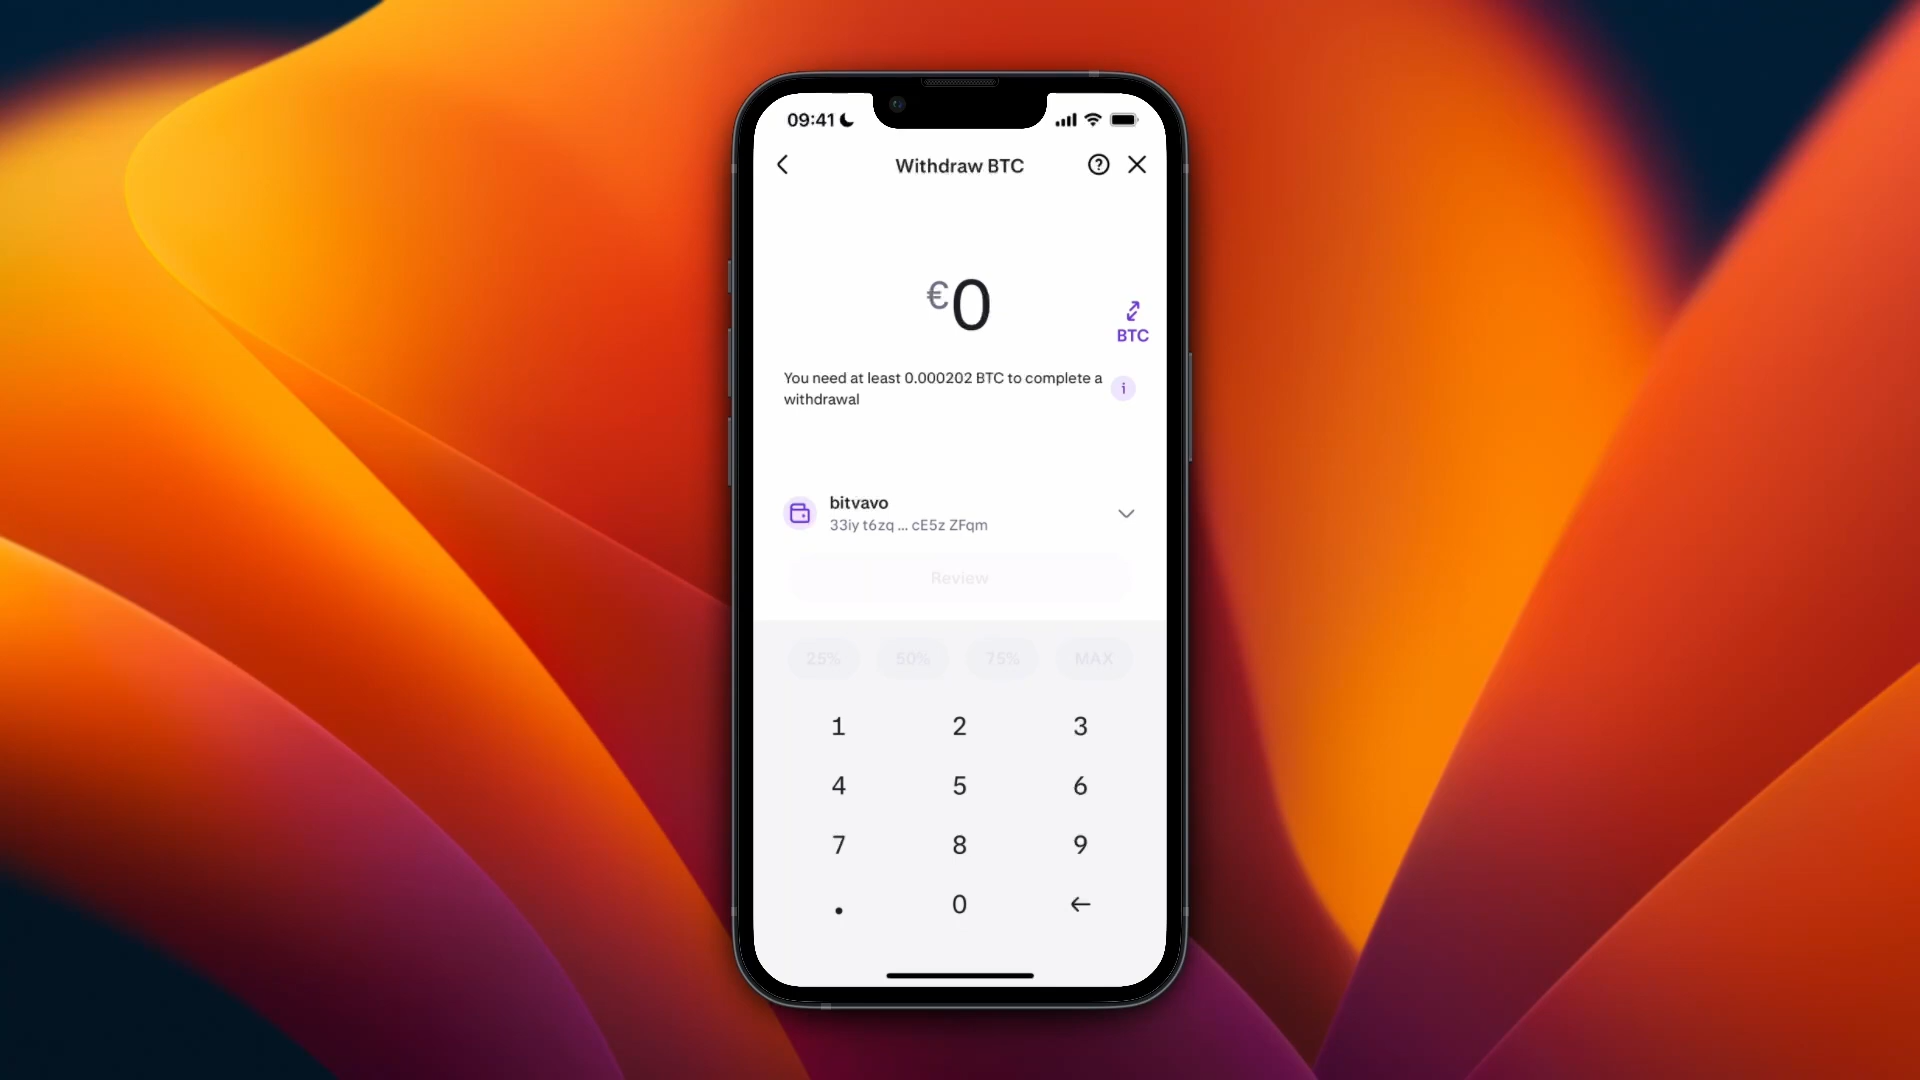 09:41
Withdraw BTC
€0
BTC
You need at least 0.000202 BTC to complete a
withdrawal
i
bitvavo
33iy t6zq ... cE5z ZFqm
Review
25% 50% 75% MAX
1 2 3
4 5 6
7 8 9
. 0 ←